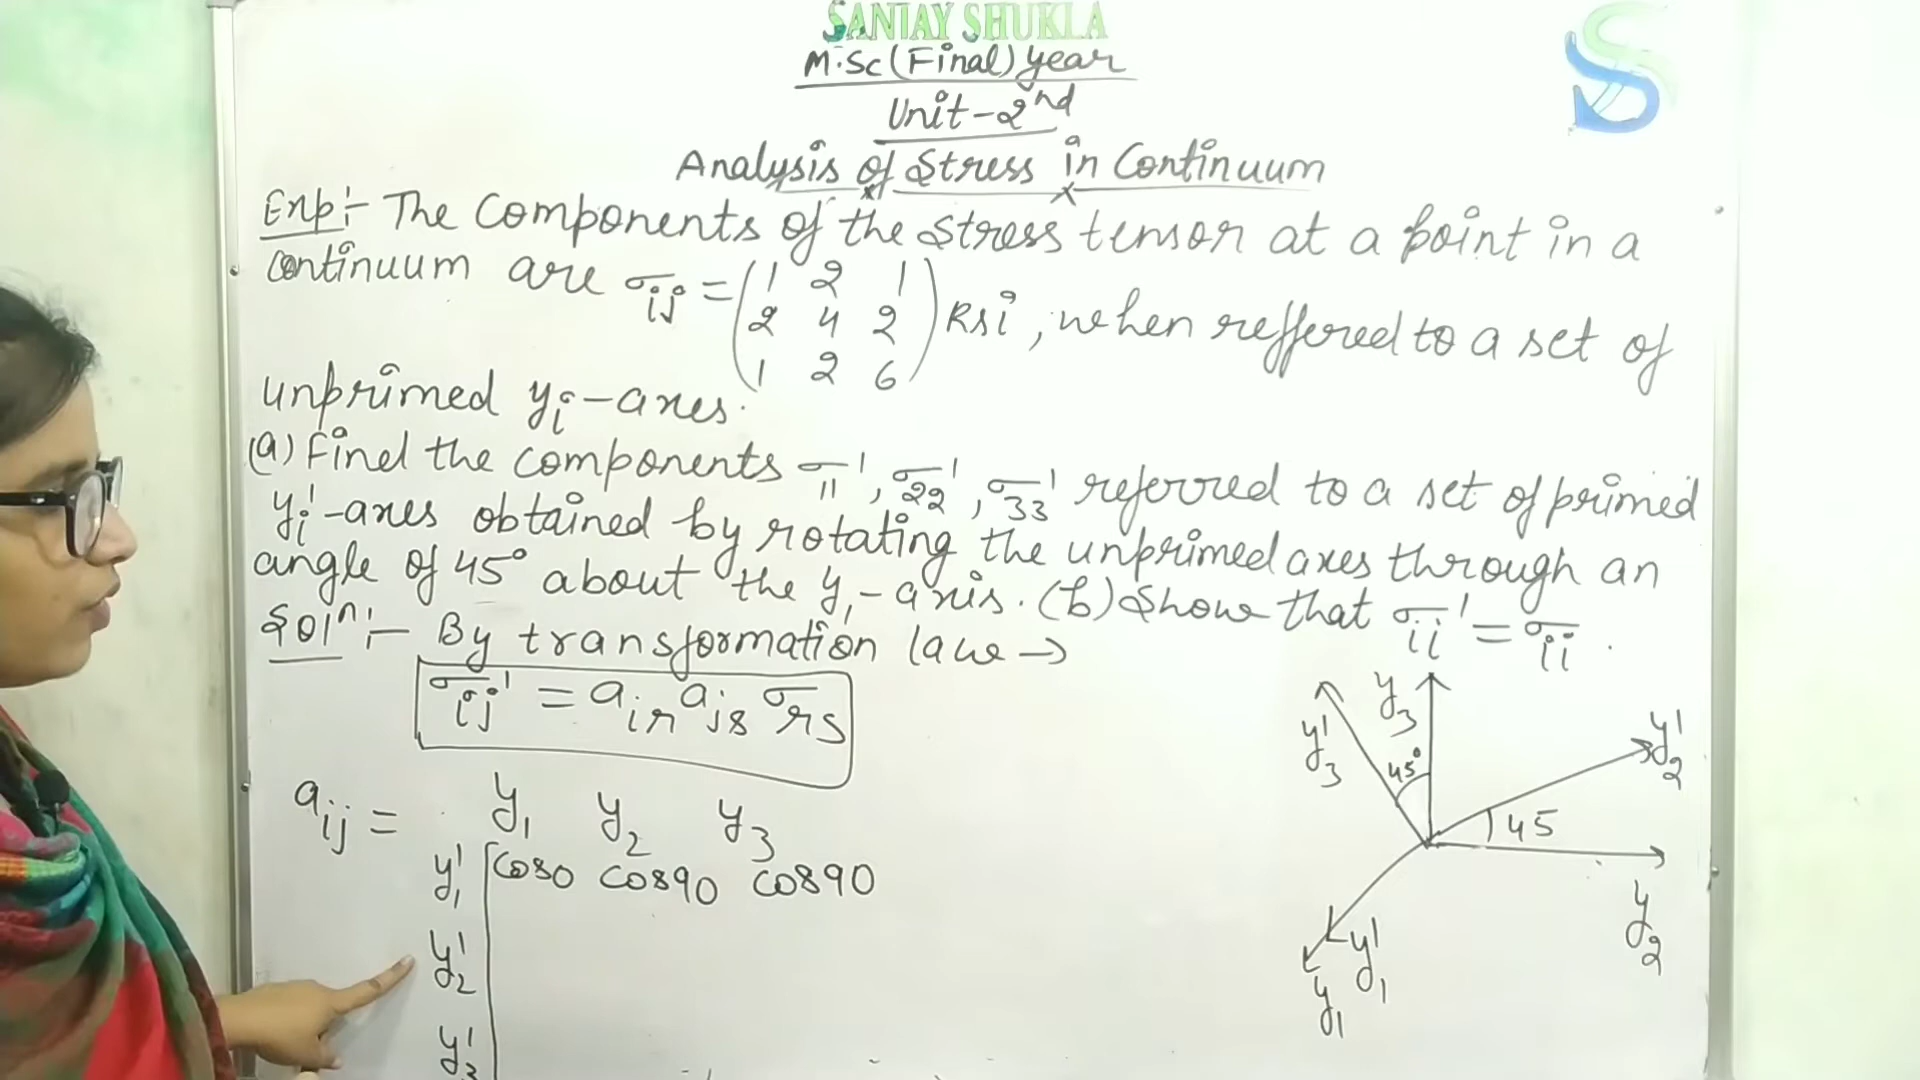 SANJAY SHUKLA
M.Sc (Final) year
Unit-2nd
Analysis of Stress in Continuum
Exp:- The Components of the stress tensor at a point in a
continuum are σij = (1 2 1
2 4 2
1 2 6) Ksi, when reffered to a set of
unprimed yi-axes.
(a) Find the components σ11', σ22', σ33' referred to a set of primed
yi'-axes obtained by rotating the unprimed axes through an
angle of 45° about the y1-axis. (b) Show that σii' = σii.
Soln:- By transformation law →
σij' = air ajs σrs
aij = y1 y2 y3
y1' cos0 cos90 cos90
y2'
y3'
y3' y3 y2'
45° 45
y2
y1'
y1